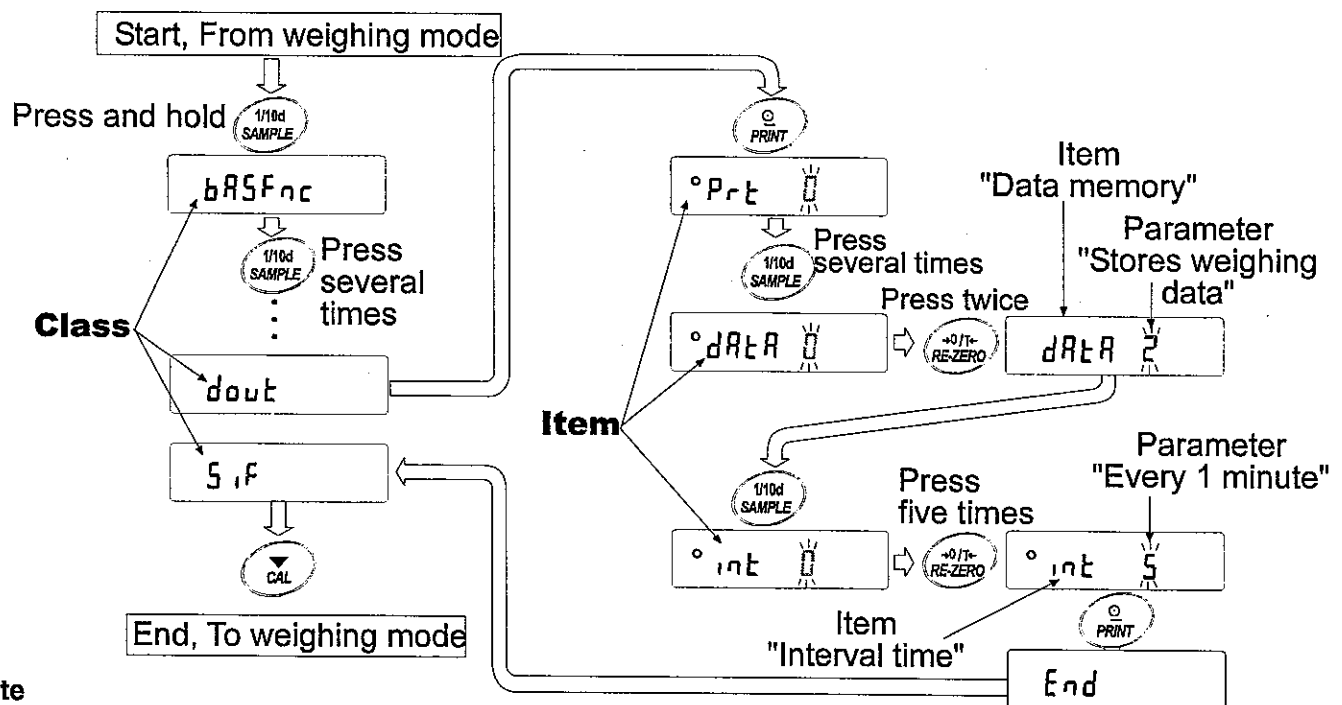 Start, From weighing mode
Press and hold
1/10d
SAMPLE
bASFnc
1/10d
SAMPLE
Press
several
times
Class
dout
S iF
CAL
End, To weighing mode
PRINT
Prt 0
1/10d
SAMPLE
Press
several times
Item
dAtA 0
Press twice
→0/T←
RE-ZERO
Item
"Data memory"
Parameter
"Stores weighing
data"
dAtA 2
1/10d
SAMPLE
int 0
Press
five times
→0/T←
RE-ZERO
Parameter
"Every 1 minute"
int 5
Item
"Interval time"
PRINT
End
te